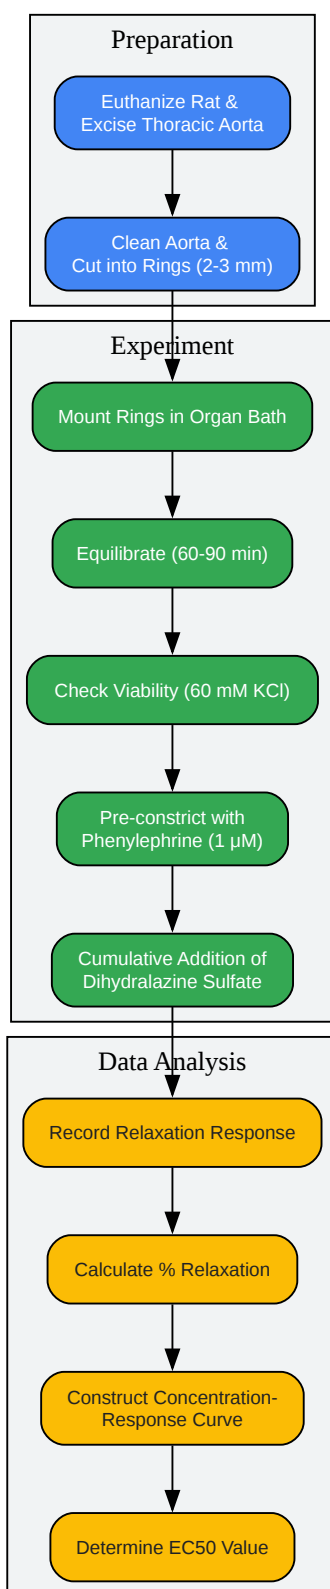 Preparation
Euthanize Rat &
Excise Thoracic Aorta
Clean Aorta &
Cut into Rings (2-3 mm)
Experiment
Mount Rings in Organ Bath
Equilibrate (60-90 min)
Check Viability (60 mM KCl)
Pre-constrict with
Phenylephrine (1 μM)
Cumulative Addition of
Dihydralazine Sulfate
Data Analysis
Record Relaxation Response
Calculate % Relaxation
Construct Concentration-
Response Curve
Determine EC50 Value